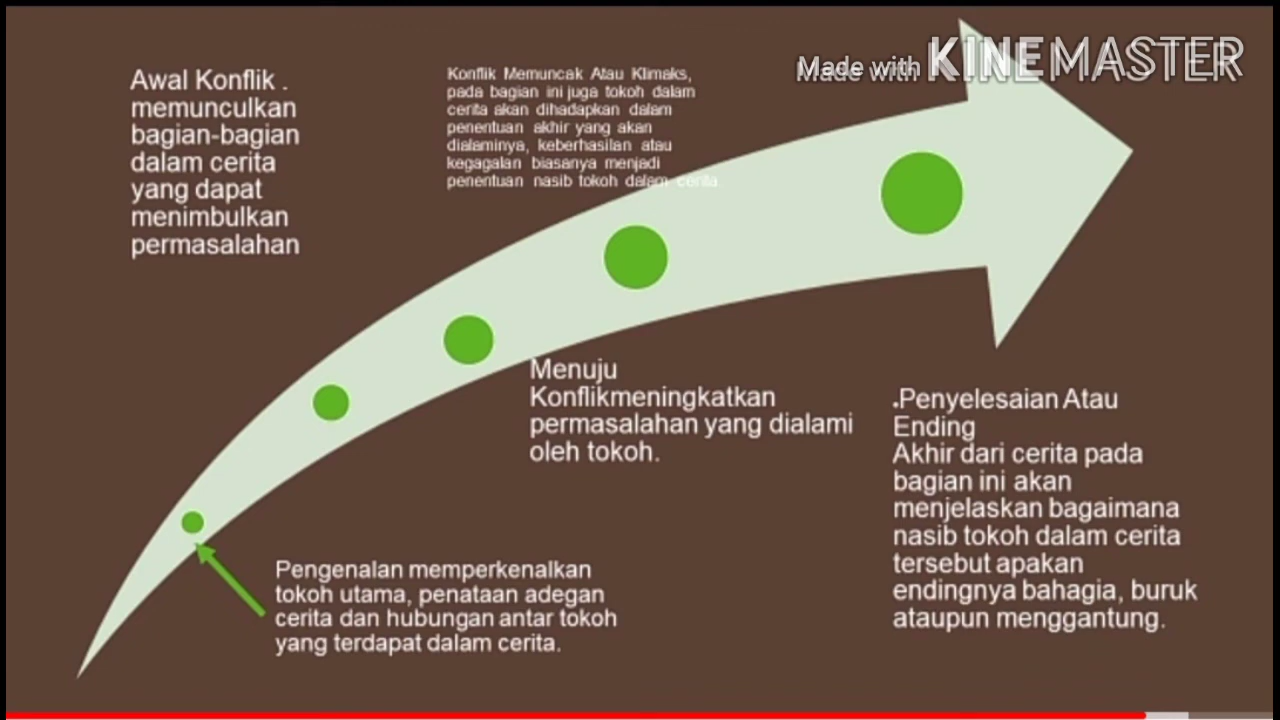 Made with KINEMASTER
Awal Konflik .
memunculkan
bagian-bagian
dalam cerita
yang dapat
menimbulkan
permasalahan
Konflik Memuncak Atau Klimaks,
pada bagian ini juga tokoh dalam
cerita akan dihadapkan dalam
penentuan akhir yang akan
dialaminya, keberhasilan atau
kegagalan biasanya menjadi
penentuan nasib tokoh dalam cerita.
Menuju
Konflikmeningkatkan
permasalahan yang dialami
oleh tokoh.
.Penyelesaian Atau
Ending
Akhir dari cerita pada
bagian ini akan
menjelaskan bagaimana
nasib tokoh dalam cerita
tersebut apakan
endingnya bahagia, buruk
ataupun menggantung.
Pengenalan memperkenalkan
tokoh utama, penataan adegan
cerita dan hubungan antar tokoh
yang terdapat dalam cerita.